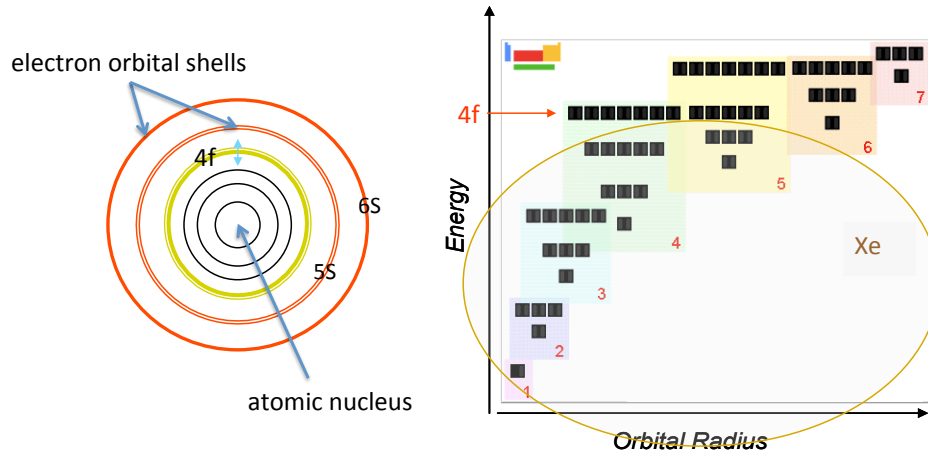 electron orbital shells
4f
6S
5S
atomic nucleus
Energy
4f
7
6
5
4
Xe
3
2
1
Orbital Radius